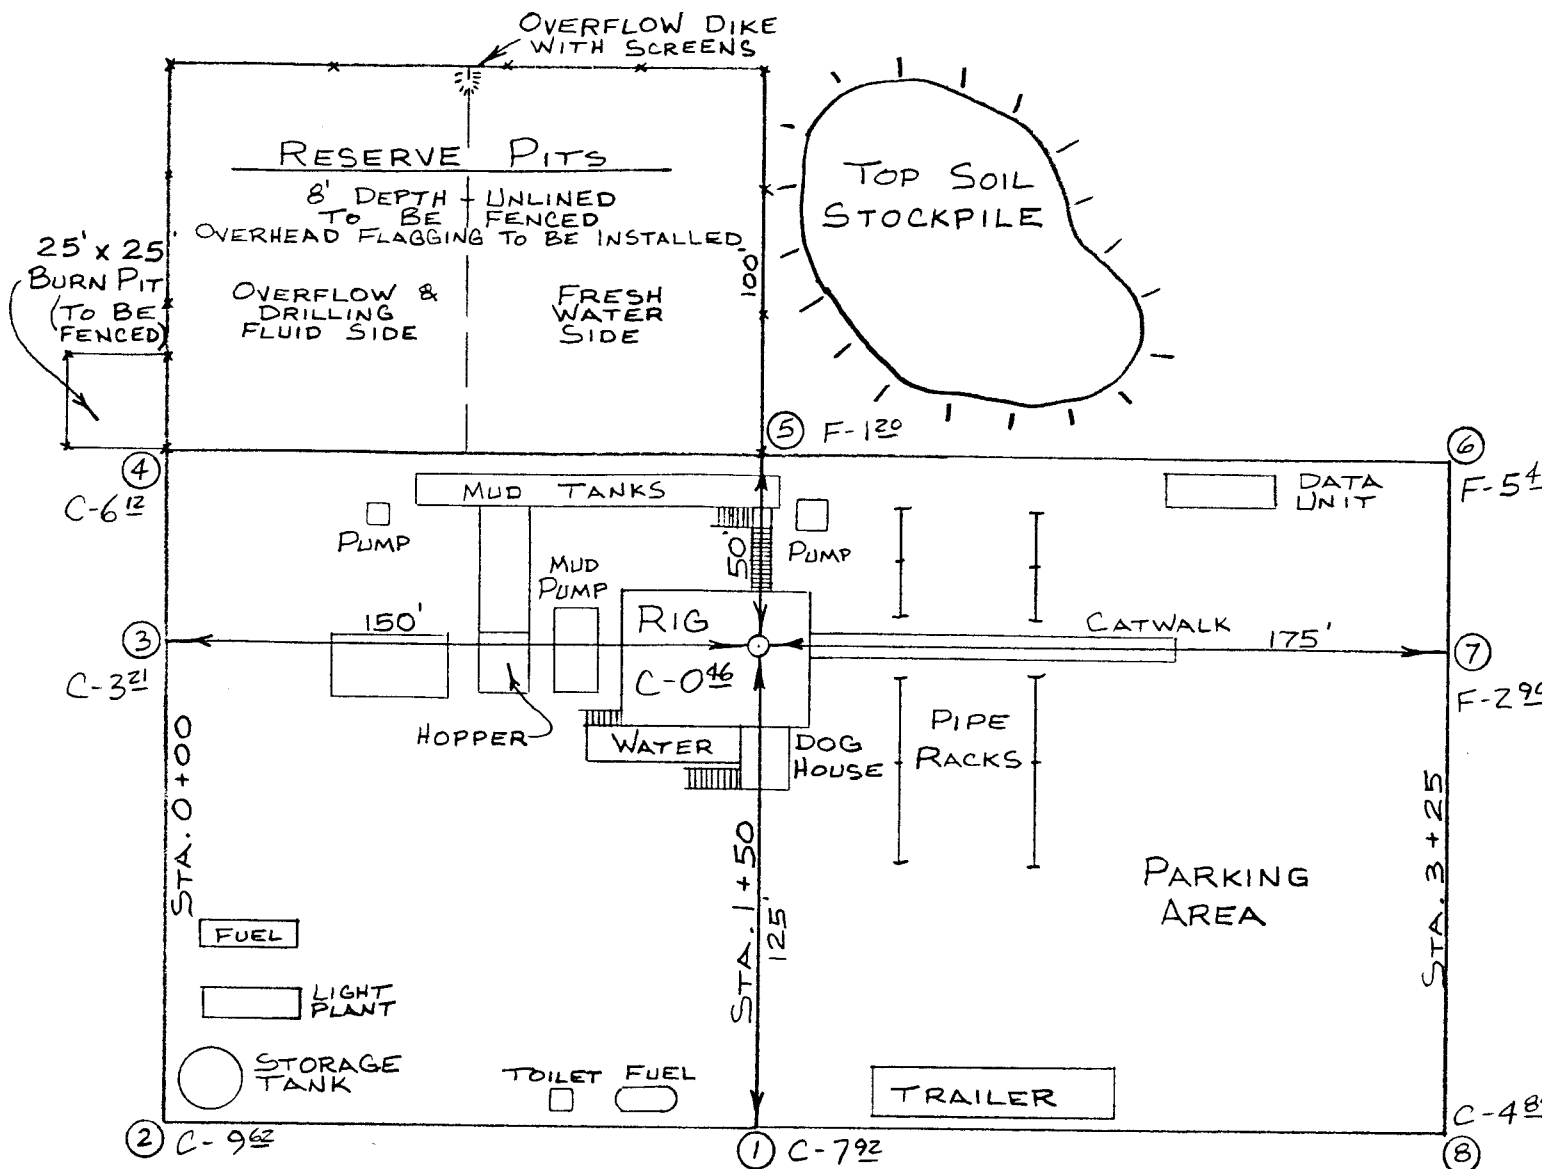 OVERFLOW DIKE
WITH SCREENS
RESERVE PITS
8' DEPTH - UNLINED
TO BE FENCED
OVERHEAD FLAGGING TO BE INSTALLED
25' x 25'
BURN PIT
(TO BE
FENCED)
OVERFLOW &
DRILLING
FLUID SIDE
FRESH
WATER
SIDE
100'
TOP SOIL
STOCKPILE
5 F-1 20
4
C-6 12
6
MUD TANKS
DATA
UNIT
PUMP
50'
PUMP
MUD
PUMP
3
C-3 21
150'
RIG
C-0 46
CATWALK
175'
7
HOPPER
WATER
DOG
HOUSE
PIPE
RACKS
STA. 0+00
STA. 1+50
125'
STA. 3+25
PARKING
AREA
FUEL
LIGHT
PLANT
STORAGE
TANK
TOILET
FUEL
TRAILER
2 C-9 62
1 C-7 92
8